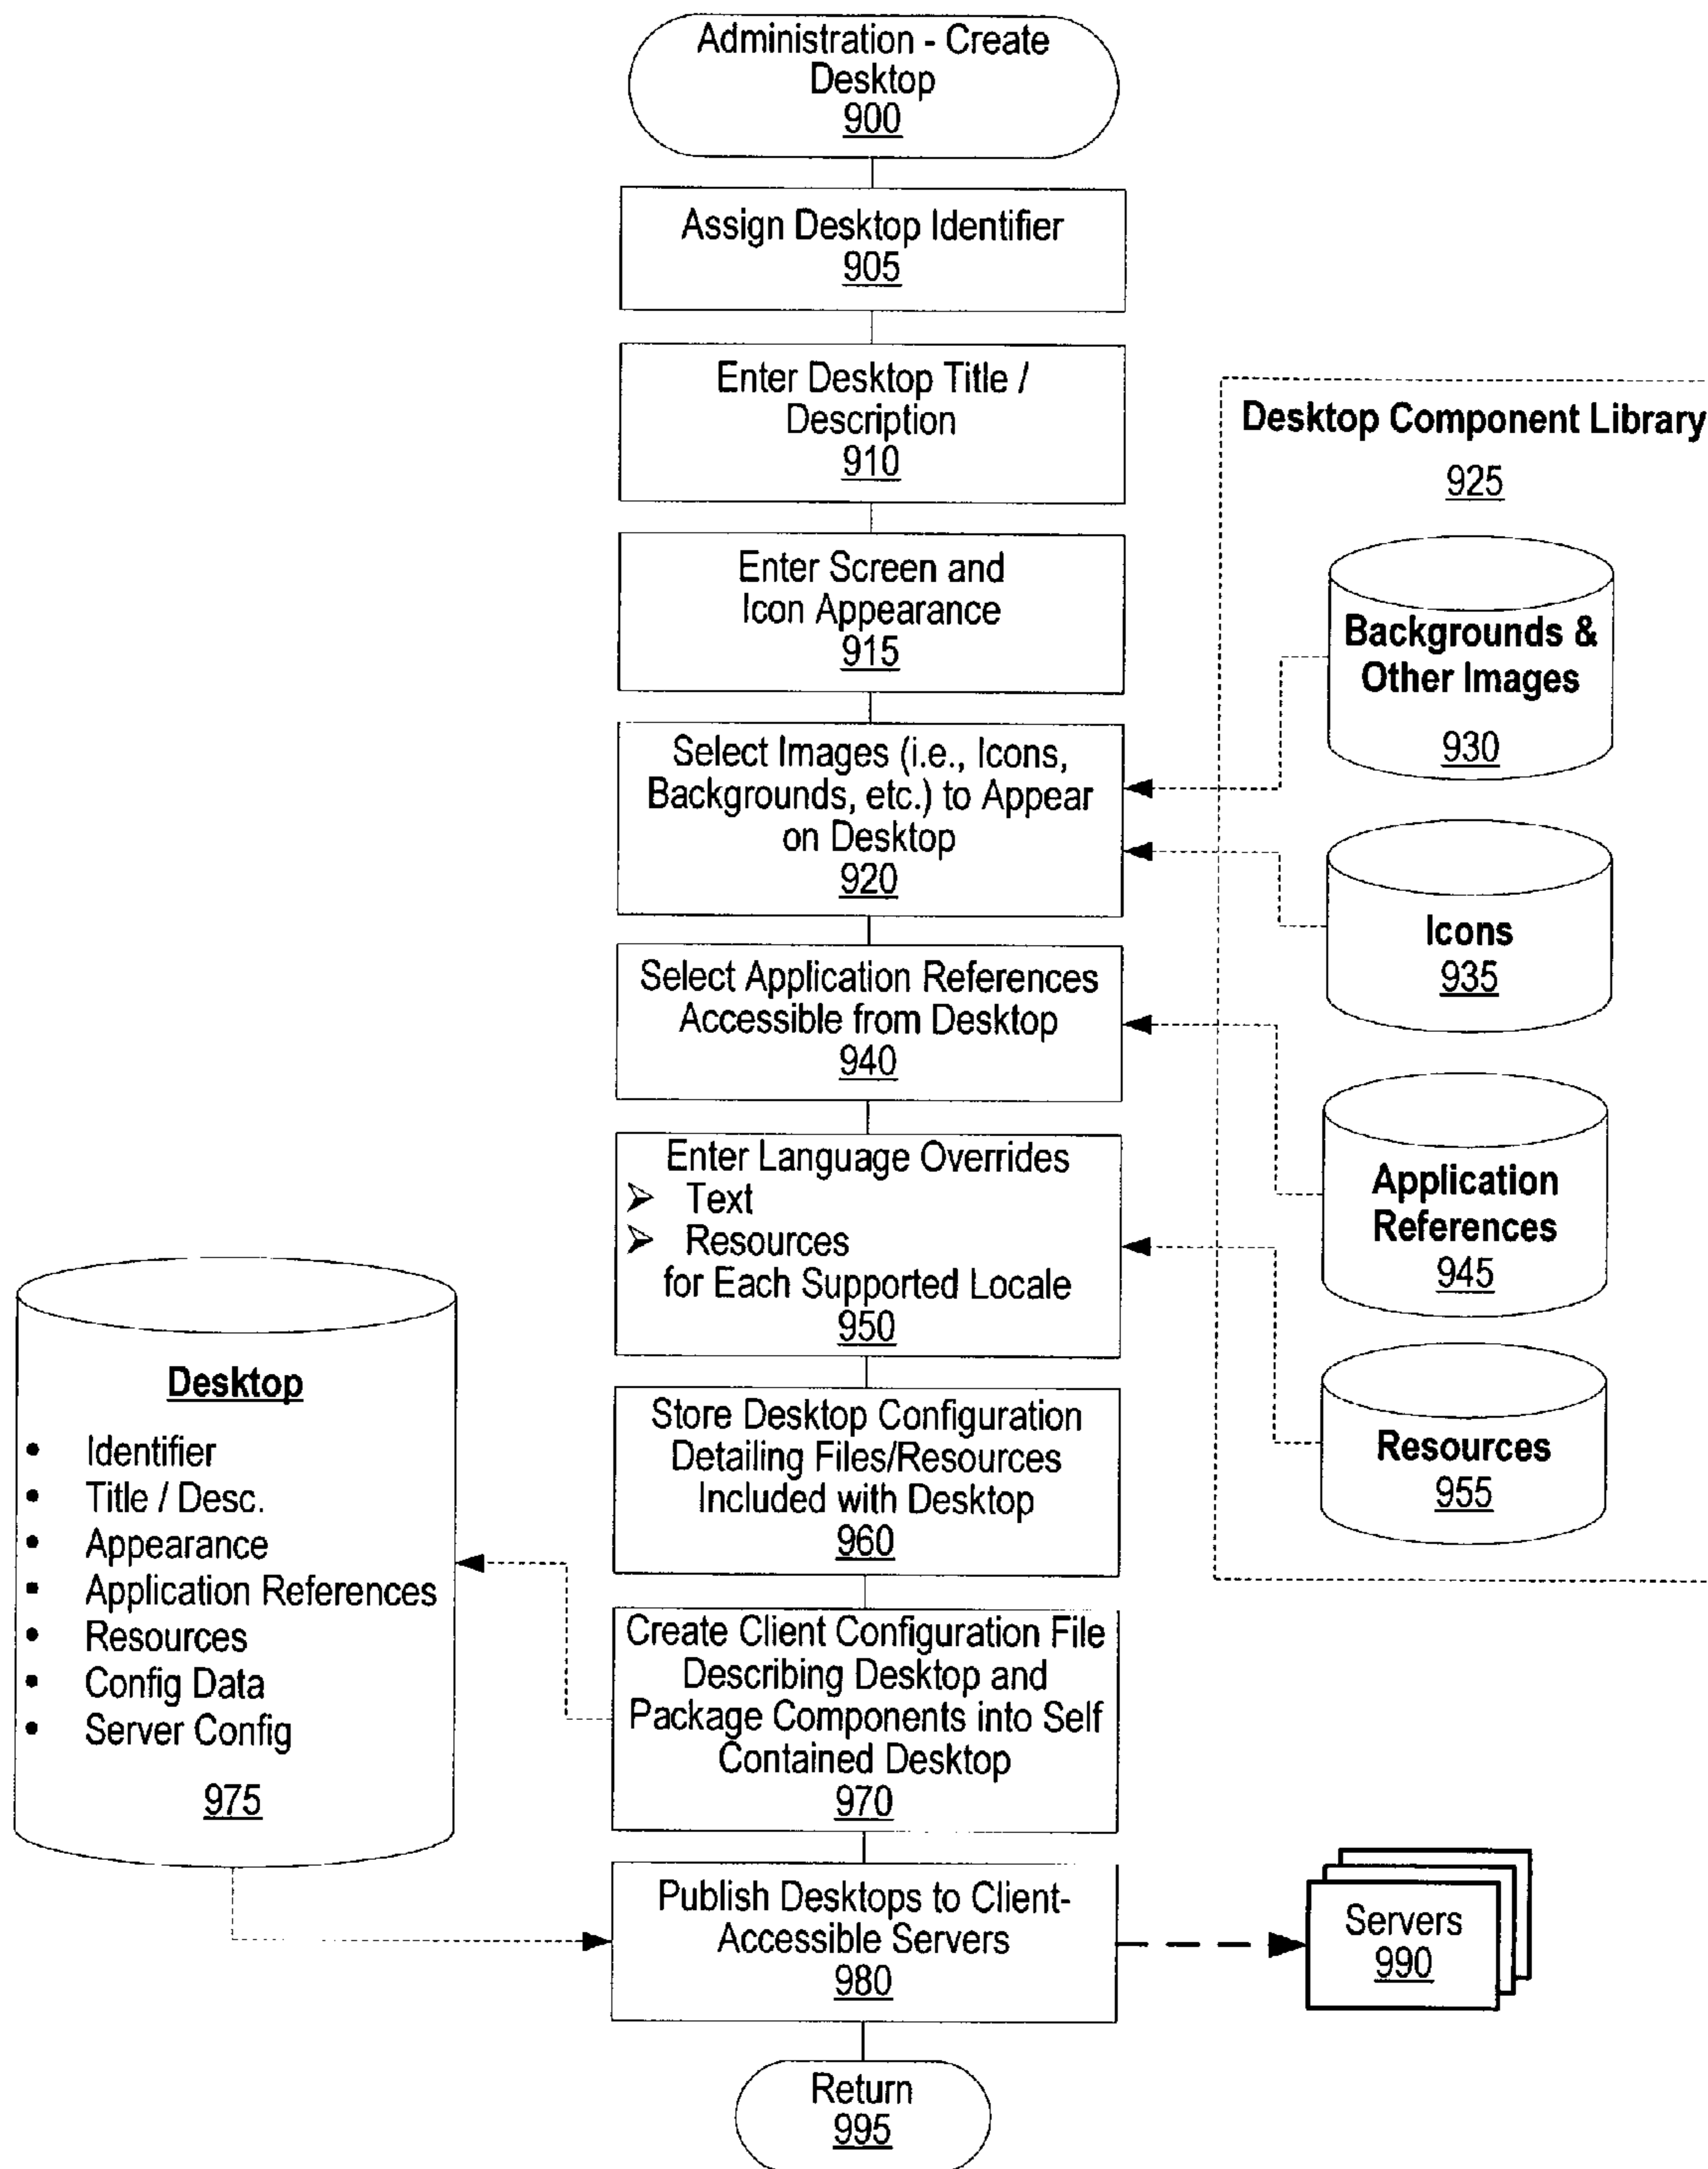 Administration - Create
Desktop
900
Assign Desktop Identifier
905
Enter Desktop Title /
Description
910
Enter Screen and
Icon Appearance
915
Select Images (i.e., Icons,
Backgrounds, etc.) to Appear
on Desktop
920
Select Application References
Accessible from Desktop
940
Enter Language Overrides
➢ Text
➢ Resources
for Each Supported Locale
950
Store Desktop Configuration
Detailing Files/Resources
Included with Desktop
960
Create Client Configuration File
Describing Desktop and
Package Components into Self
Contained Desktop
970
Publish Desktops to Client-
Accessible Servers
980
Return
995
Desktop Component Library
925
Backgrounds &
Other Images
930
Icons
935
Application
References
945
Resources
955
Desktop
• Identifier
• Title / Desc.
• Appearance
• Application References
• Resources
• Config Data
• Server Config
975
Servers
990